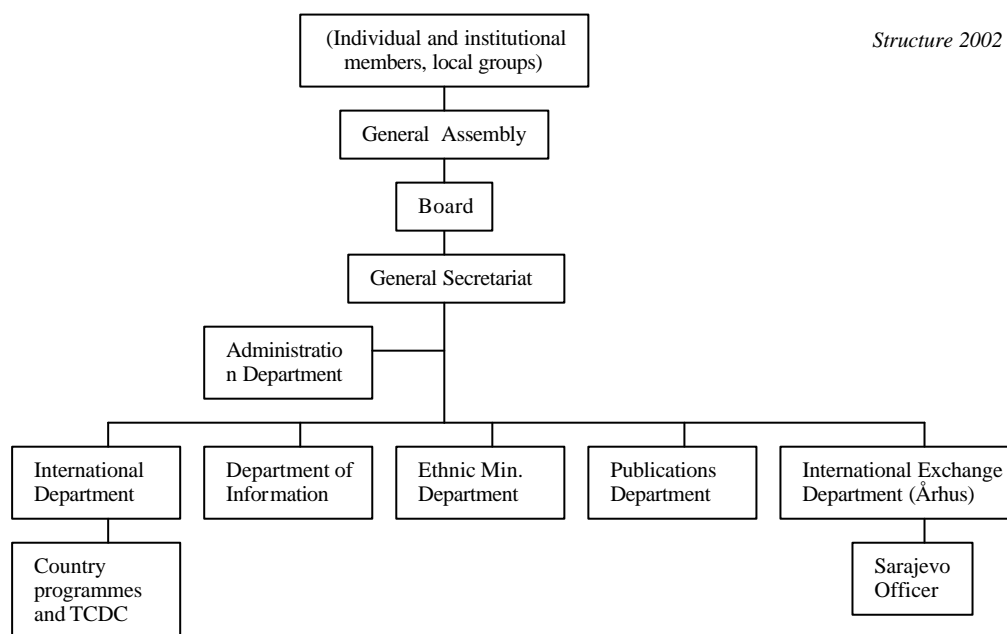 (Individual and institutional
members, local groups)
Structure 2002
General Assembly
Board
General Secretariat
Administratio
n Department
International
Department
Department of
Information
Ethnic Min.
Department
Publications
Department
International Exchange
Department (Århus)
Country
programmes
and TCDC
Sarajevo
Officer